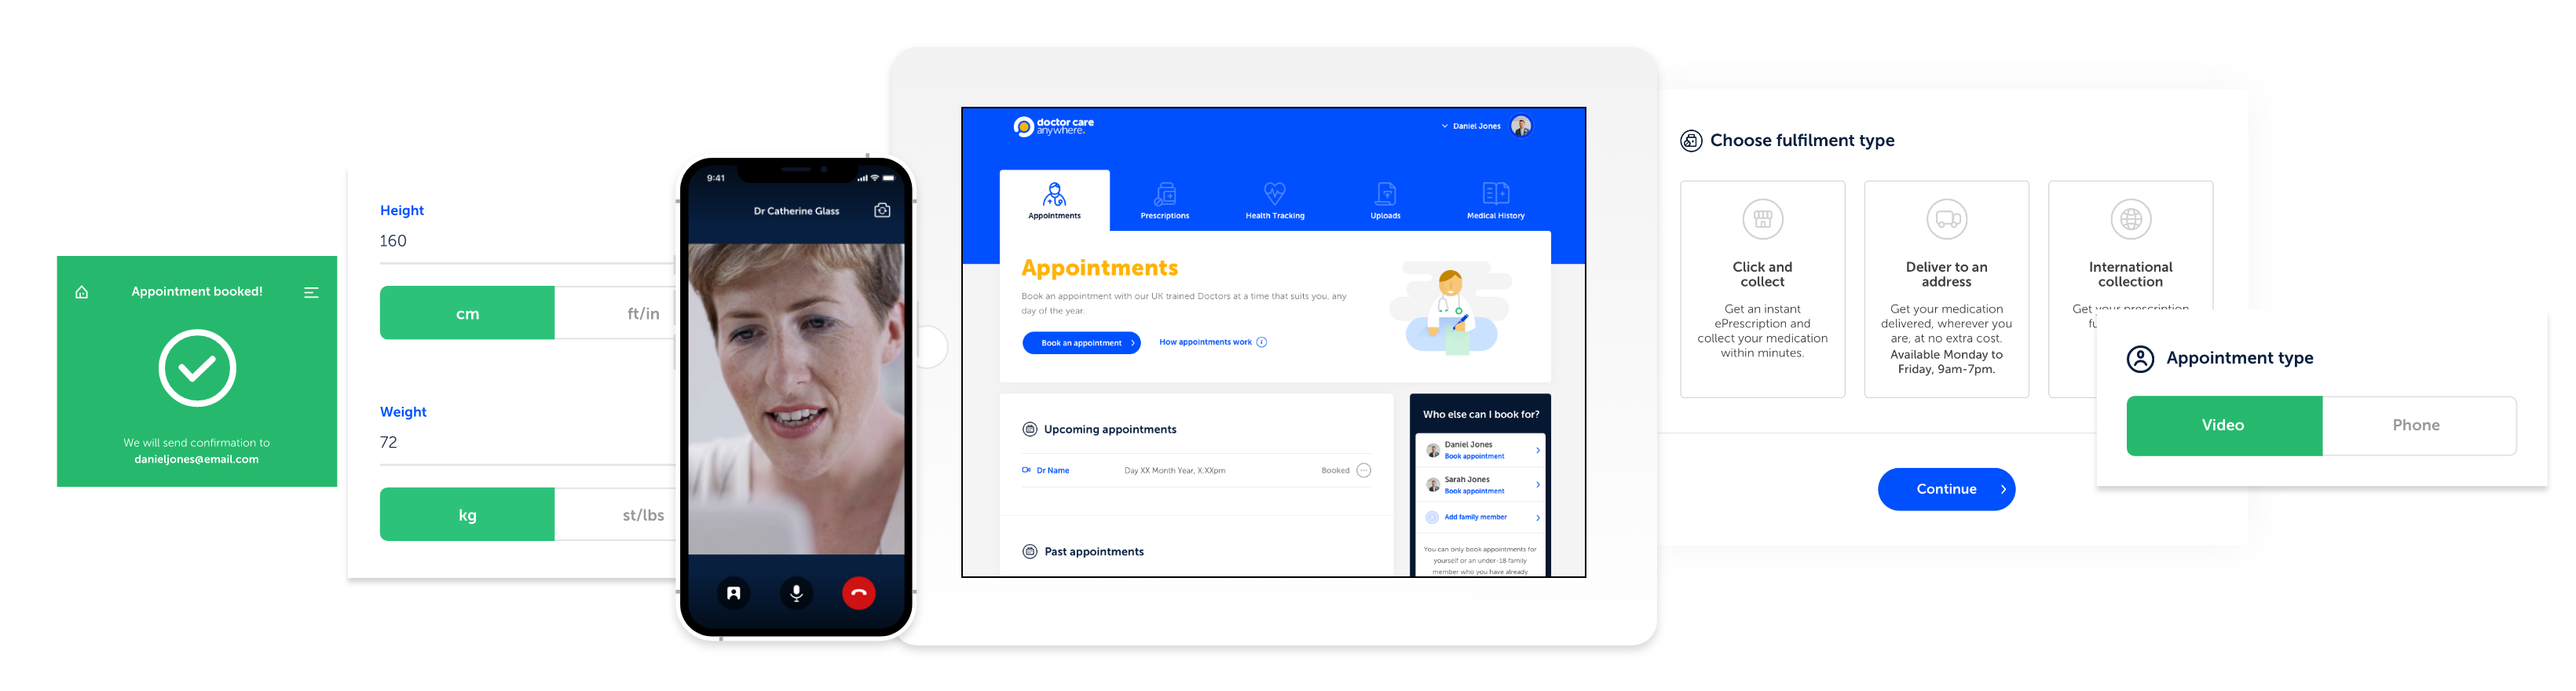 Appointment booked!
We will send confirmation to
danieljones@email.com
Height
160
cm
ft/in
Weight
72
kg
st/lbs
9:41
Dr Catherine Glass
doctor care
anywhere.
Daniel Jones
Appointments
Prescriptions
Health Tracking
Uploads
Medical History
Appointments
Book an appointment with our UK trained Doctors at a time that suits you, any
day of the year.
Book an appointment
How appointments work
Upcoming appointments
Dr Name
Day XX Month Year, X:XXpm
Booked
Past appointments
Who else can I book for?
Daniel Jones
Book appointment
Sarah Jones
Book appointment
Add family member
You can only book appointments for
yourself or an under-18 family
member who you have already
Choose fulfilment type
Click and
collect
Get an instant
ePrescription and
collect your medication
within minutes.
Deliver to an
address
Get your medication
delivered, wherever you
are, at no extra cost.
Available Monday to
Friday, 9am-7pm.
International
collection
Get your prescription
Continue
Appointment type
Video
Phone